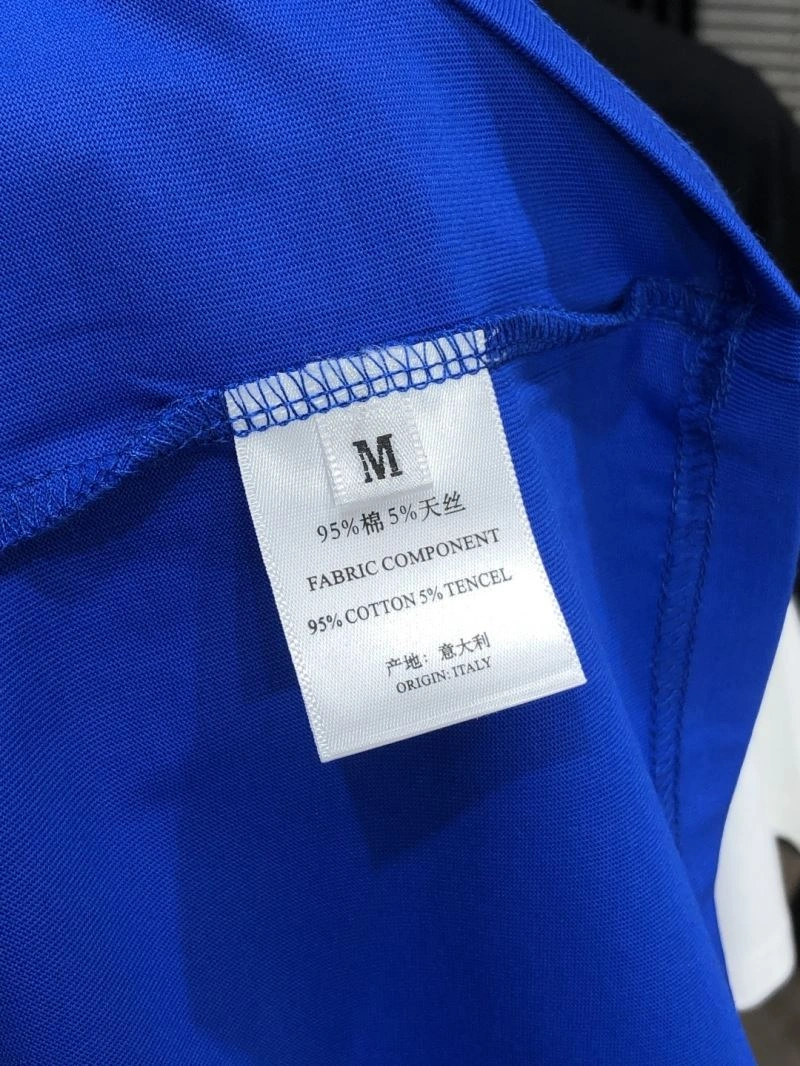 M
95%棉 5%天丝
FABRIC COMPONENT
95% COTTON 5% TENCEL
产地：意大利
ORIGIN: ITALY